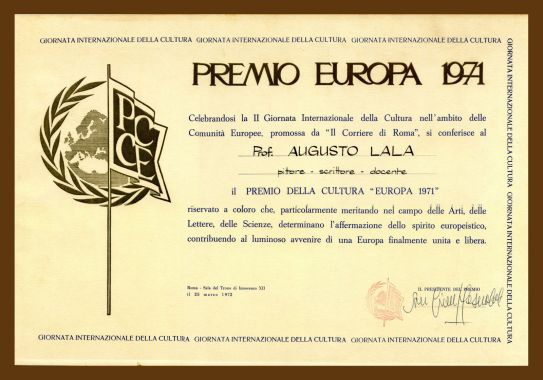 GIORNATA INTERNAZIONALE DELLA CULTURA GIORNATA INTERNAZIONALE DELLA CULTURA GIORNATA INTERNAZIONALE DELLA CULTURA
PREMIO EUROPA 1971
Celebrandosi la II Giornata Internazionale della Cultura nell'ambito delle
Comunità Europee, promossa da "Il Corriere di Roma", si conferisce al
Prof. AUGUSTO LALA
pittore - scrittore - docente
il PREMIO DELLA CULTURA "EUROPA 1971"
riservato a coloro che, particolarmente meritando nel campo delle Arti, delle
Lettere, delle Scienze, determinano l'affermazione dello spirito europeistico,
contribuendo al luminoso avvenire di una Europa finalmente unita e libera.
PC
CE
Roma - Sala del Trono di Innocenzo XII
il 25 marzo 1972
IL PRESIDENTE DEL PREMIO
GIORNATA INTERNAZIONALE DELLA CULTURA GIORNATA INTERNAZIONALE DELLA CULTURA GIORNATA INTERNAZIONALE DELLA CULTURA
GIORNATA INTERNAZIONALE DELLA CULTURA GIORNATA INTERNAZIONALE DELLA CULTURA